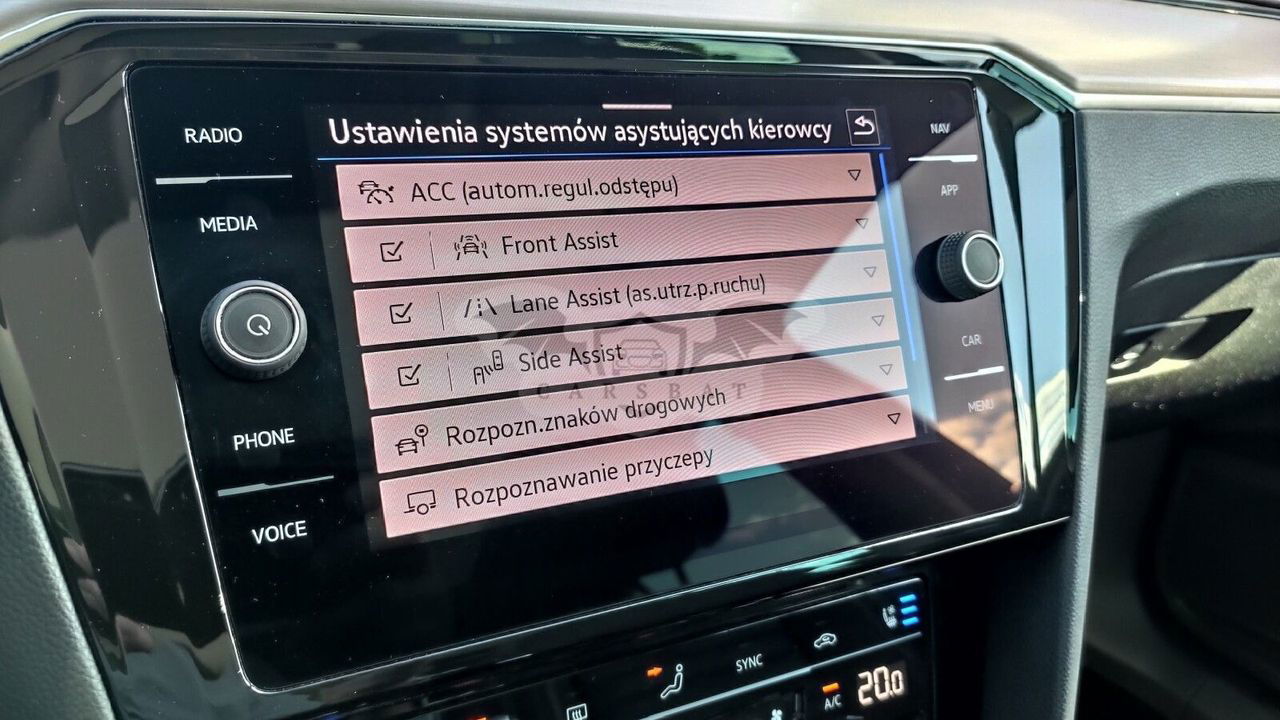 RADIO
MEDIA
PHONE
VOICE
Ustawienia systemów asystujących kierowcy
ACC (autom.regul.odstępu)
Front Assist
Lane Assist (as.utrz.p.ruchu)
Side Assist
Rozpozn.znaków drogowych
Rozpoznawanie przyczepy
CARSBAT
NAV
APP
CAR
MENU
SYNC
A/C
20.0